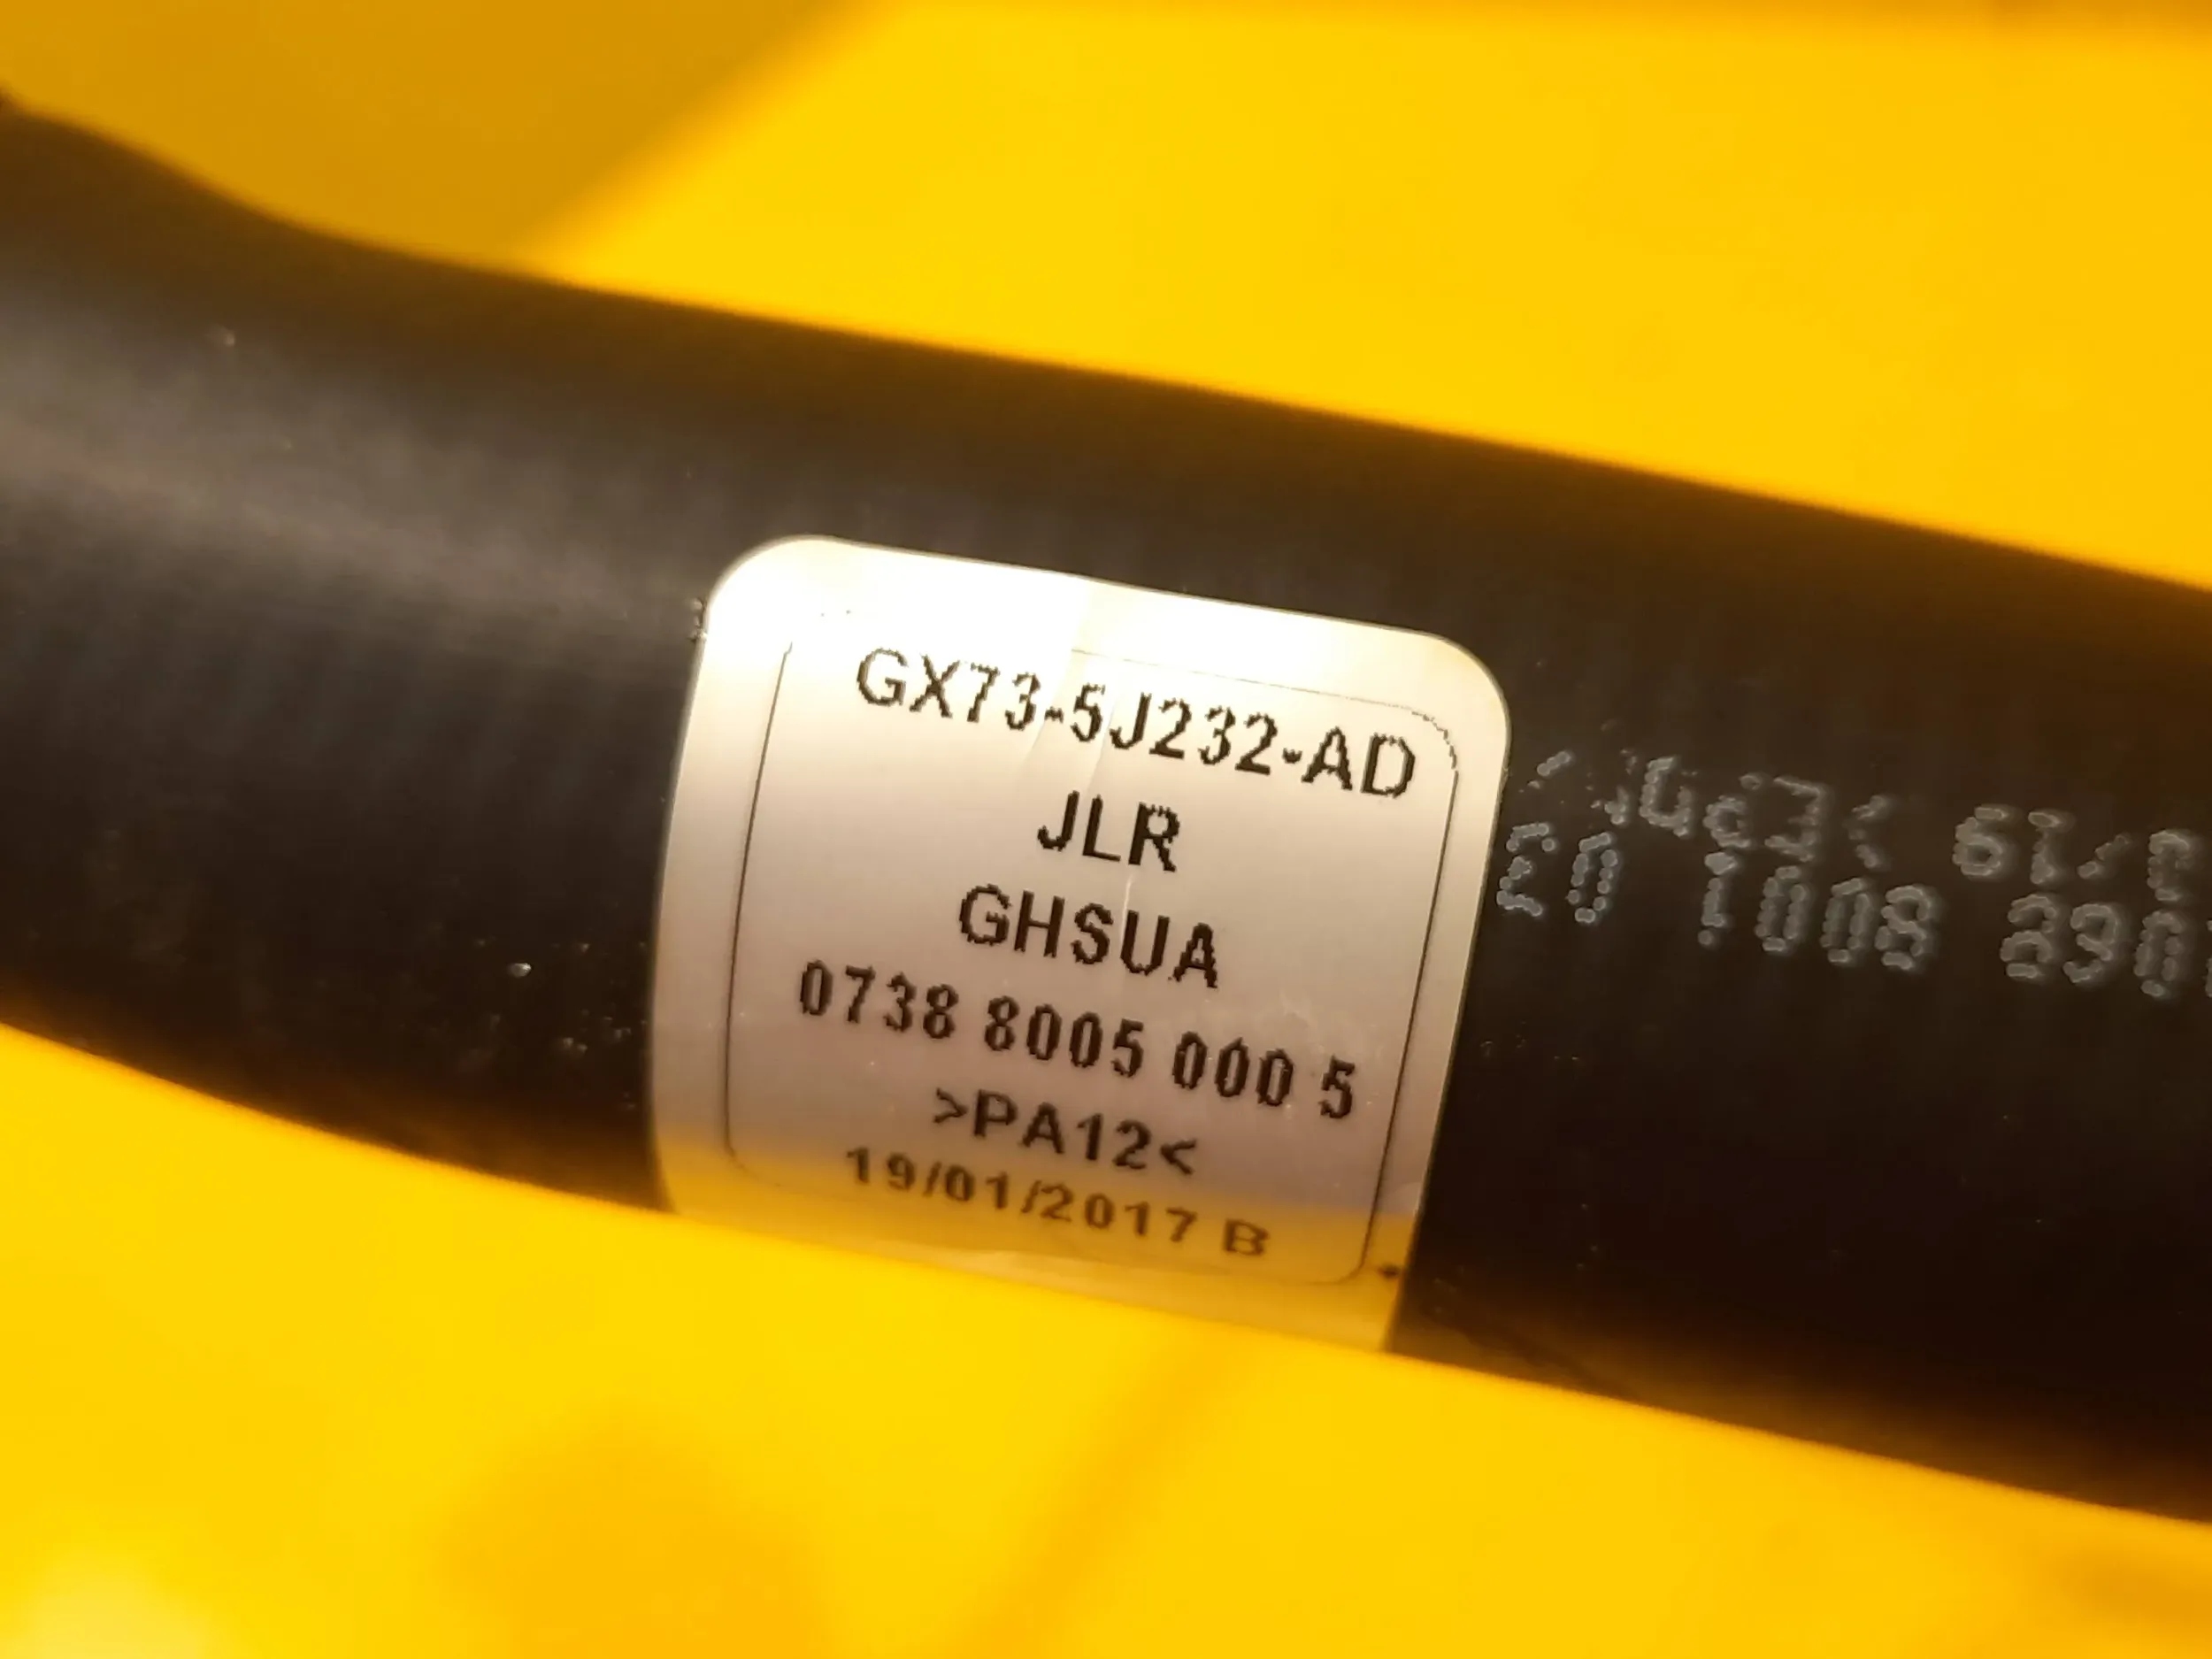 GX73-5J232-AD
JLR
GHSUA
0738 8005 000 5
>PA12<
19/01/2017 B